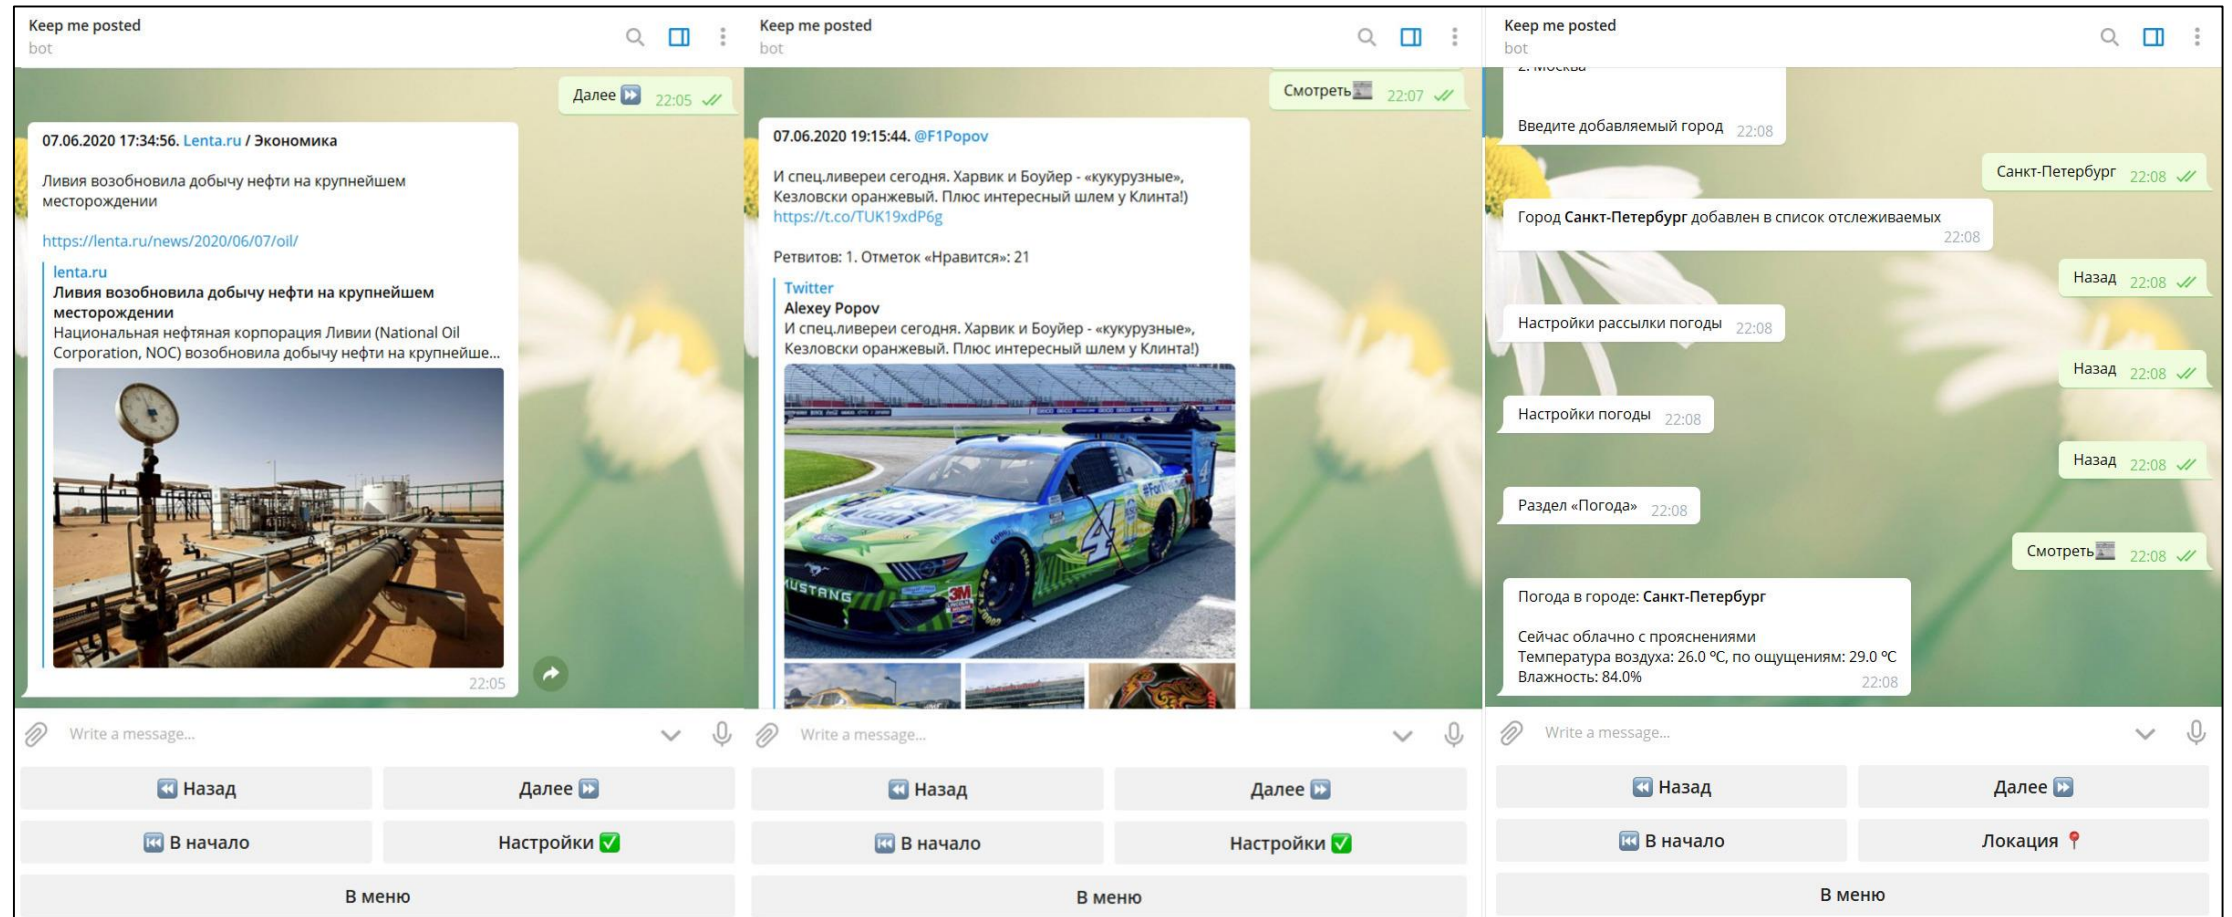 Keep me posted
bot
Далее ⏩ 22:05
07.06.2020 17:34:56. Lenta.ru / Экономика
Ливия возобновила добычу нефти на крупнейшем
месторождении
https://lenta.ru/news/2020/06/07/oil/
lenta.ru
Ливия возобновила добычу нефти на крупнейшем
месторождении
Национальная нефтяная корпорация Ливии (National Oil
Corporation, NOC) возобновила добычу нефти на крупнейше...
22:05
Write a message...
⏪ Назад
Далее ⏩
⏮ В начало
Настройки ✅
В меню
Keep me posted
bot
Смотреть 22:07
07.06.2020 19:15:44. @F1Popov
И спец.ливереи сегодня. Харвик и Боуйер - «кукурузные»,
Кезловски оранжевый. Плюс интересный шлем у Клинта!)
https://t.co/TUK19xdP6g
Ретвитов: 1. Отметок «Нравится»: 21
Twitter
Alexey Popov
И спец.ливереи сегодня. Харвик и Боуйер - «кукурузные»,
Кезловски оранжевый. Плюс интересный шлем у Клинта!)
4
4
MUSTANG
3M
Write a message...
⏪ Назад
Далее ⏩
⏮ В начало
Настройки ✅
В меню
Keep me posted
bot
2. Москва
Введите добавляемый город 22:08
Санкт-Петербург 22:08
Город Санкт-Петербург добавлен в список отслеживаемых
22:08
Назад 22:08
Настройки рассылки погоды 22:08
Назад 22:08
Настройки погоды 22:08
Назад 22:08
Раздел «Погода» 22:08
Смотреть 22:08
Погода в городе: Санкт-Петербург
Сейчас облачно с прояснениями
Температура воздуха: 26.0 ºC, по ощущениям: 29.0 ºC
Влажность: 84.0%
22:08
Write a message...
⏪ Назад
Далее ⏩
⏮ В начало
Локация 📍
В меню